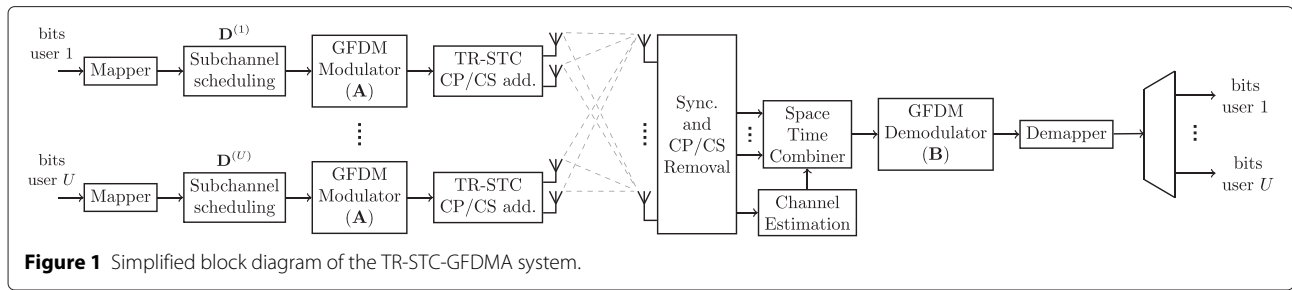 bits
user 1
Mapper
D(1)
Subchannel
scheduling
GFDM
Modulator
(A)
TR-STC
CP/CS add.
bits
user U
Mapper
D(U)
Subchannel
scheduling
GFDM
Modulator
(A)
TR-STC
CP/CS add.
Sync.
and
CP/CS
Removal
Space
Time
Combiner
Channel
Estimation
GFDM
Demodulator
(B)
Demapper
bits
user 1
bits
user U
Figure 1 Simplified block diagram of the TR-STC-GFDMA system.